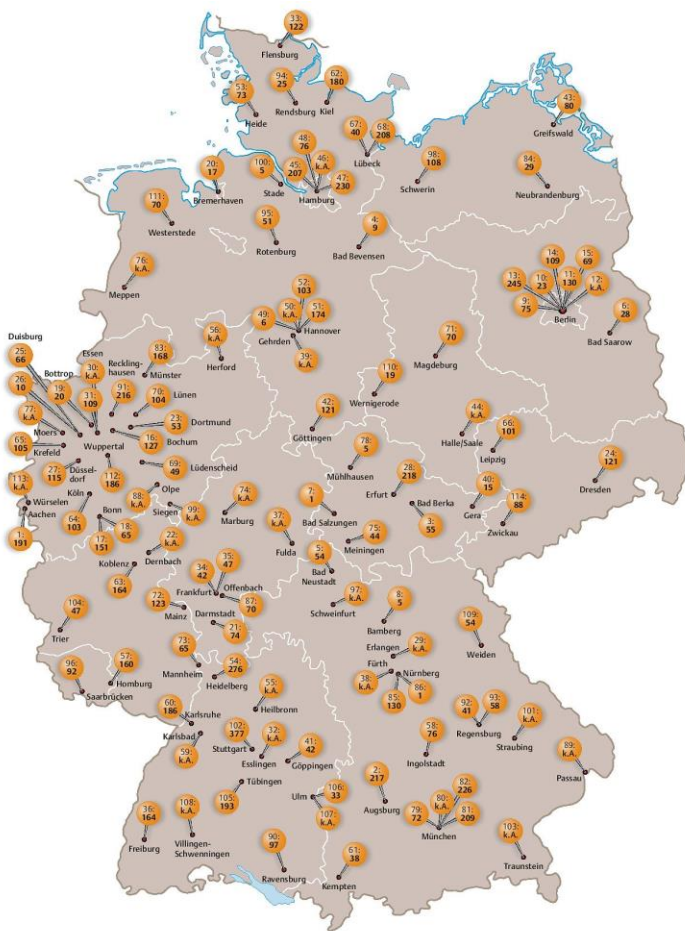 33:
122
Flensburg
53:
73
Heide
94:
25
Rendsburg
62:
180
Kiel
43:
80
Greifswald
67:
40
68:
208
Lübeck
48:
76
46:
k.A.
45:
207
47:
230
Hamburg
100:
5
Stade
20:
17
Bremerhaven
98:
108
Schwerin
84:
29
Neubrandenburg
111:
70
Westerstede
95:
51
Rotenburg
4:
9
Bad Bevensen
76:
k.A.
Meppen
14:
109
15:
69
13:
245
10:
23
11:
130
12:
k.A.
9:
75
Berlin
6:
28
Bad Saarow
52:
103
50:
k.A.
51:
174
49:
6
Hannover
Gehrden
39:
k.A.
56:
k.A.
Herford
71:
70
Magdeburg
110:
19
Wernigerode
42:
121
Göttingen
Duisburg
25:
66
26:
10
Bottrop
19:
20
Essen
30:
k.A.
31:
109
Reckling-
hausen
91:
216
83:
168
Münster
70:
104
Lünen
23:
53
Dortmund
16:
127
Bochum
77:
k.A.
Moers
65:
105
Krefeld
Wuppertal
112:
186
69:
49
Lüdenscheid
27:
115
Düssel-
dorf
88:
k.A.
Olpe
99:
k.A.
Siegen
113:
k.A.
Würselen
Aachen
1:
191
Köln
64:
103
Bonn
17:
151
18:
65
22:
k.A.
Dernbach
Koblenz
63:
164
74:
k.A.
Marburg
37:
k.A.
Fulda
44:
k.A.
Halle/Saale
66:
101
Leipzig
78:
5
Mühlhausen
28:
218
Erfurt
Bad Berka
3:
55
40:
15
Gera
114:
88
Zwickau
24:
121
Dresden
7:
1
Bad Salzungen
75:
44
Meiningen
5:
54
Bad
Neustadt
97:
k.A.
Schweinfurt
34:
42
35:
47
Frankfurt
Offenbach
87:
70
72:
123
Mainz
Darmstadt
21:
74
104:
47
Trier
8:
5
Bamberg
109:
54
Weiden
Erlangen
29:
k.A.
Fürth
38:
k.A.
Nürnberg
85:
130
86:
1
96:
92
Saarbrücken
57:
160
Homburg
73:
65
Mannheim
54:
276
Heidelberg
55:
k.A.
Heilbronn
60:
186
Karlsruhe
Karlsbad
59:
k.A.
102:
377
Stuttgart
32:
k.A.
Esslingen
41:
42
Göppingen
92:
41
93:
58
Regensburg
101:
k.A.
Straubing
58:
76
Ingolstadt
89:
k.A.
Passau
Tübingen
105:
193
Ulm
106:
33
107:
k.A.
2:
217
Augsburg
82:
226
80:
k.A.
79:
72
81:
209
München
36:
164
Freiburg
108:
k.A.
Villingen-
Schwenningen
90:
97
Ravensburg
61:
38
Kempten
103:
k.A.
Traunstein